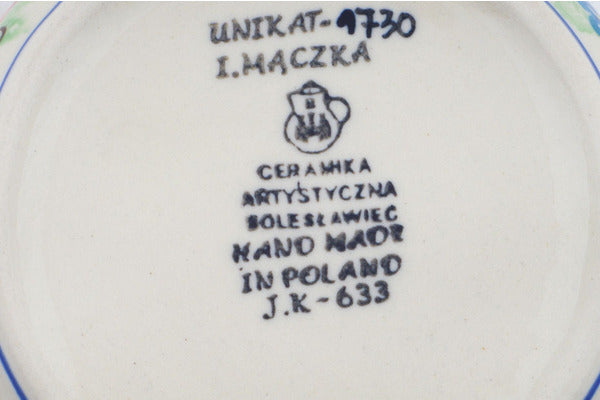 UNIKAT-9730
I. MĄCZKA
B
CERAMIKA
ARTYSTYCZNA
BOLESŁAWIEC
HAND MADE
IN POLAND
J.K-633